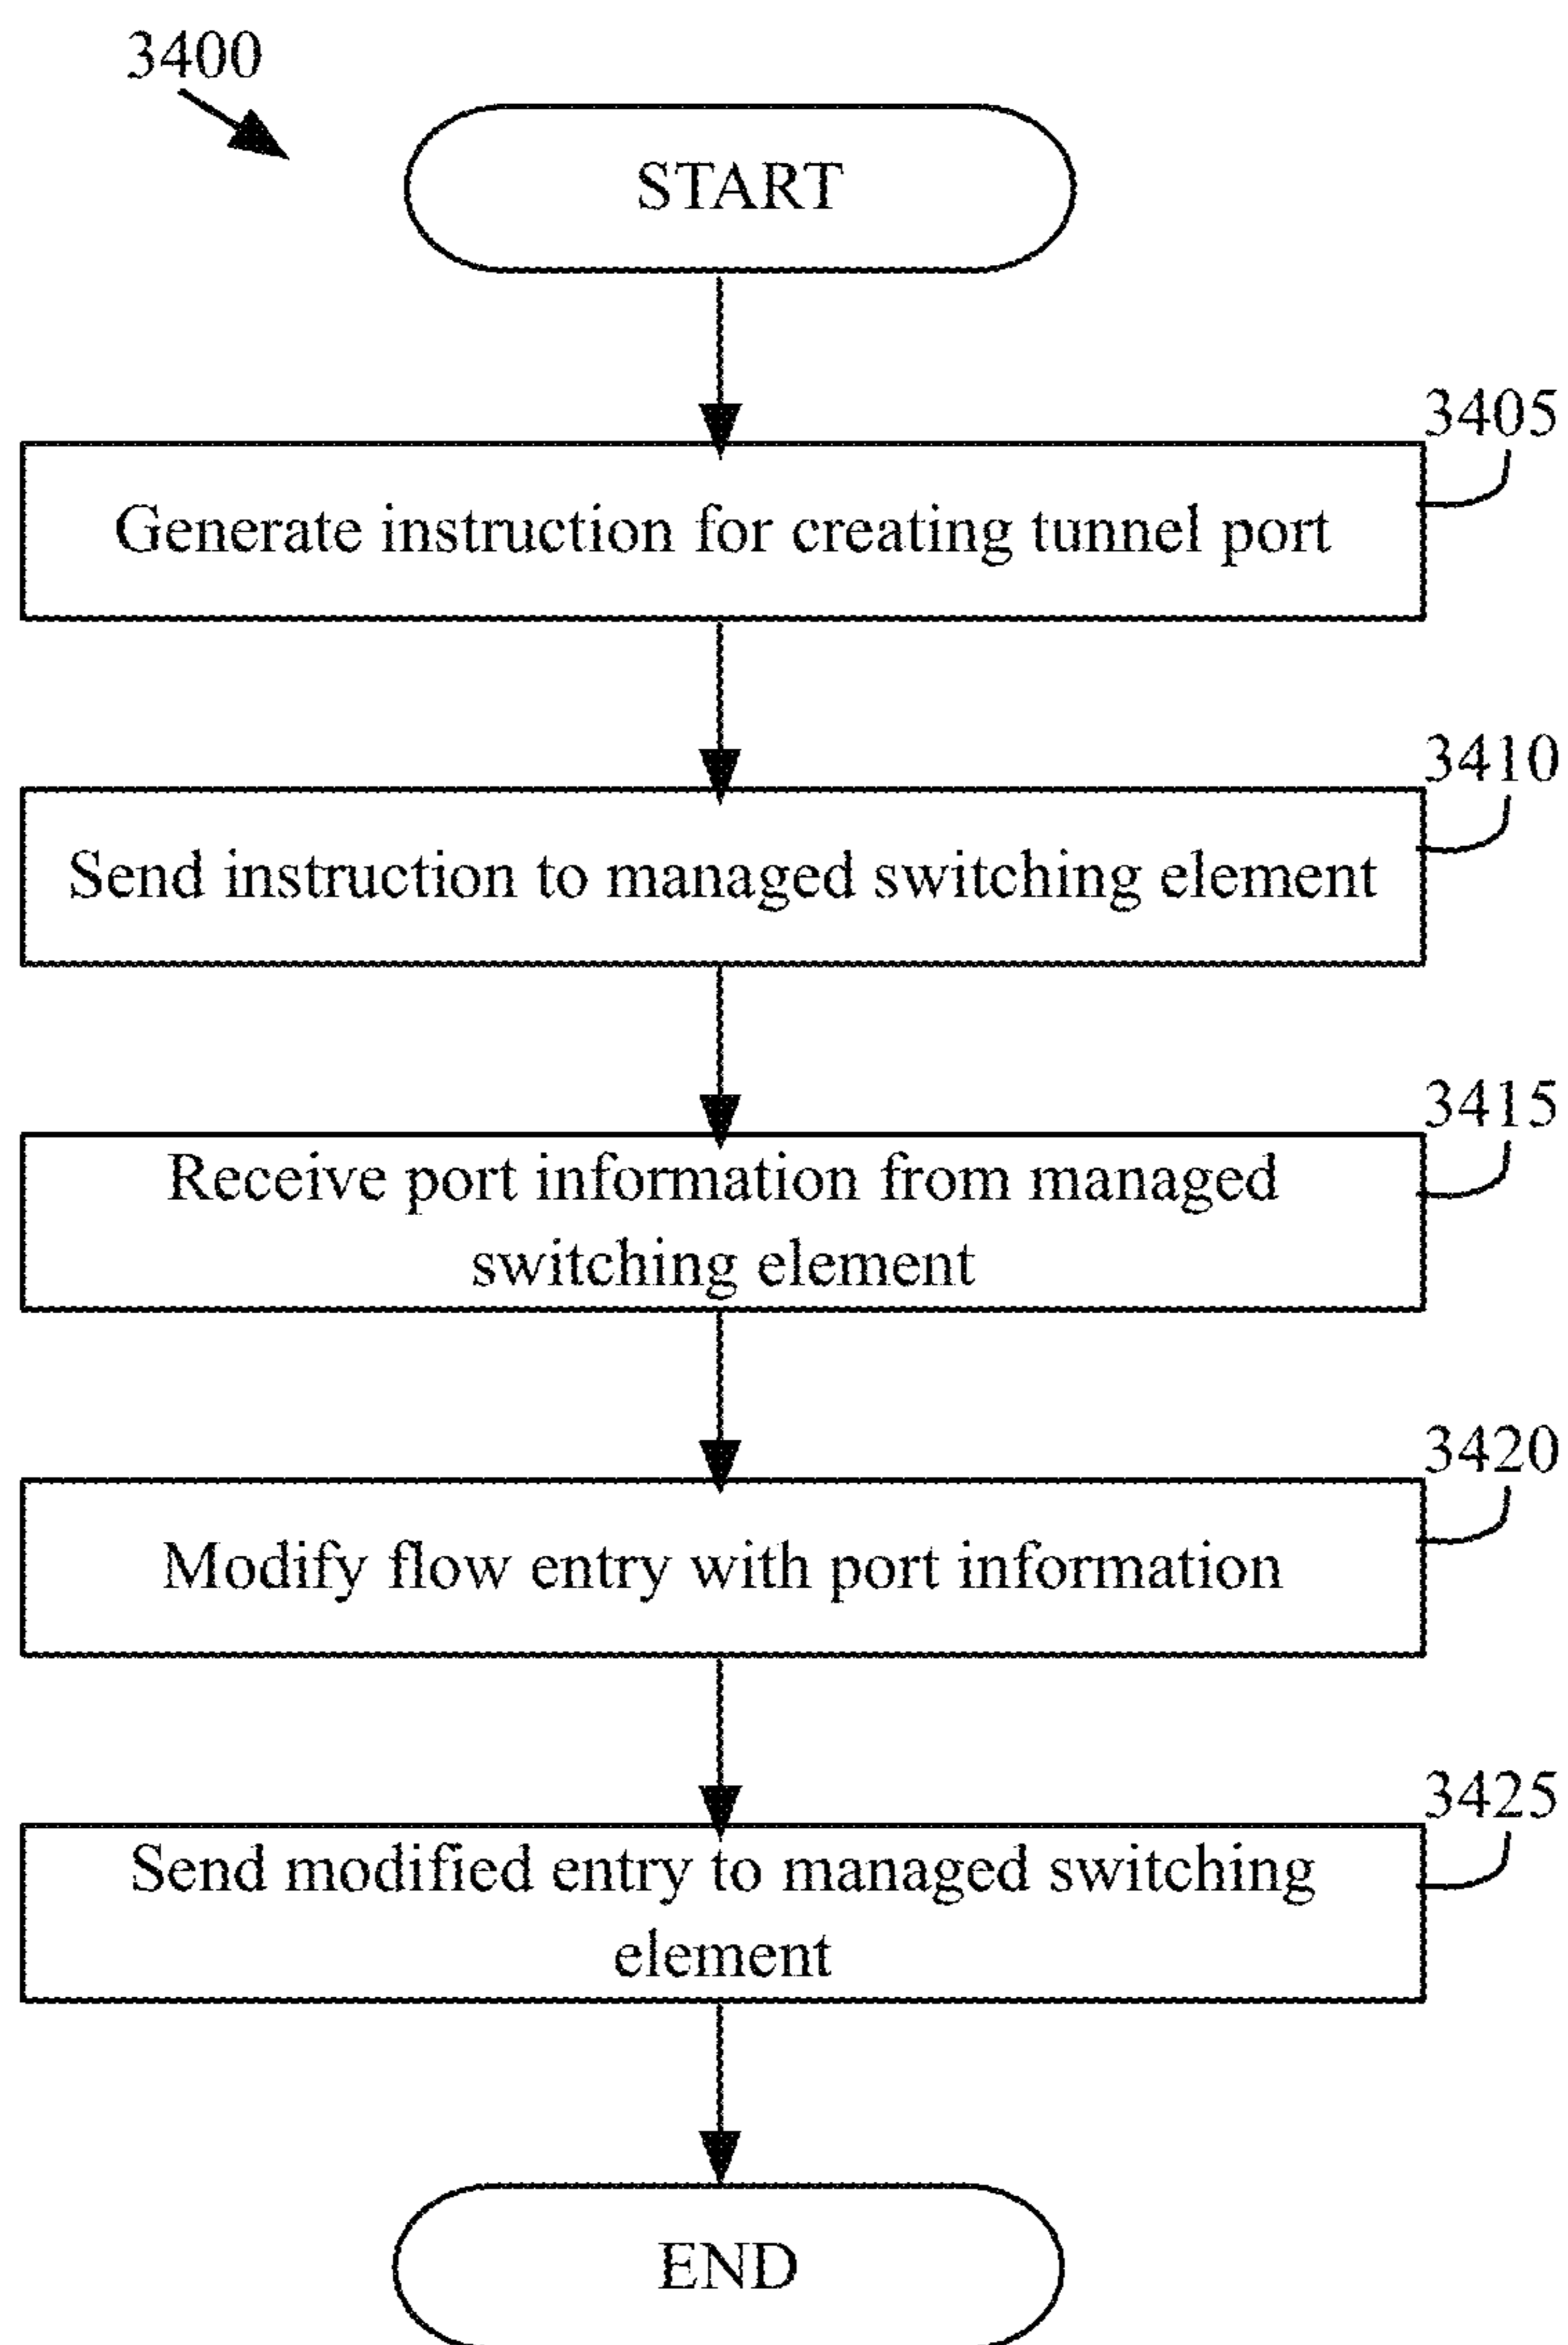 3400
START
3405
Generate instruction for creating tunnel port
3410
Send instruction to managed switching element
3415
Receive port information from managed
switching element
3420
Modify flow entry with port information
3425
Send modified entry to managed switching
element
END